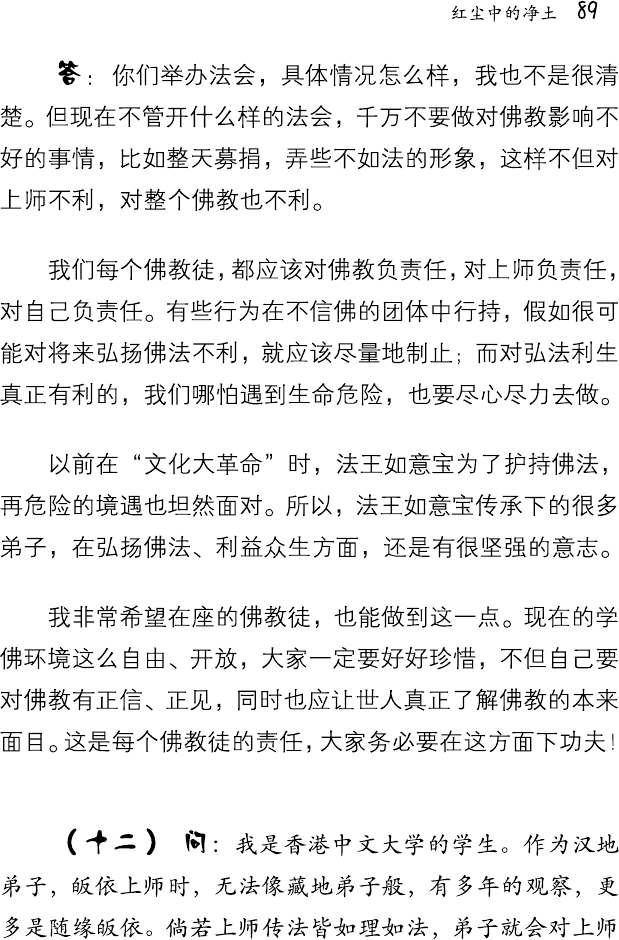 红尘中的净土 89
答：你们举办法会，具体情况怎么样，我也不是很清
楚。但现在不管开什么样的法会，千万不要做对佛教影响不
好的事情，比如整天募捐，弄些不如法的形象，这样不但对
上师不利，对整个佛教也不利。
我们每个佛教徒，都应该对佛教负责任，对上师负责任，
对自己负责任。有些行为在不信佛的团体中行持，假如很可
能对将来弘扬佛法不利，就应该尽量地制止；而对弘法利生
真正有利的，我们哪怕遇到生命危险，也要尽心尽力去做。
以前在“文化大革命”时，法王如意宝为了护持佛法，
再危险的境遇也坦然面对。所以，法王如意宝传承下的很多
弟子，在弘扬佛法、利益众生方面，还是有很坚强的意志。
我非常希望在座的佛教徒，也能做到这一点。现在的学
佛环境这么自由、开放，大家一定要好好珍惜，不但自己要
对佛教有正信、正见，同时也应让世人真正了解佛教的本来
面目。这是每个佛教徒的责任，大家务必要在这方面下功夫！
（十二） 问：我是香港中文大学的学生。作为汉地
弟子，皈依上师时，无法像藏地弟子般，有多年的观察，更
多是随缘皈依。倘若上师传法皆如理如法，弟子就会对上师